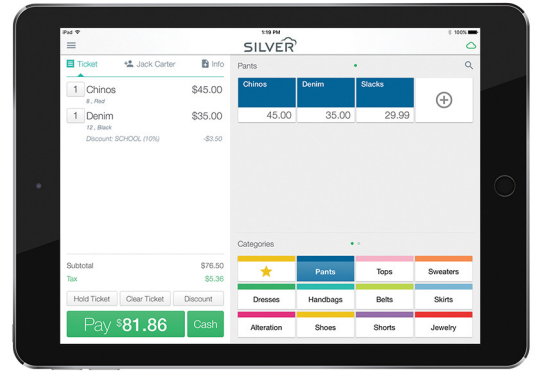 iPad 1:19 PM 100%
SILVER
Ticket Jack Carter Info
1 Chinos $45.00
8 , Red
1 Denim $35.00
12 , Black
Discount: SCHOOL (10%) -$3.50
Subtotal $76.50
Tax $5.36
Hold Ticket Clear Ticket Discount
Pay $81.86 Cash
Pants
Chinos Denim Slacks
45.00 35.00 29.99
Categories
Pants Tops Sweaters
Dresses Handbags Belts Skirts
Alteration Shoes Shorts Jewelry